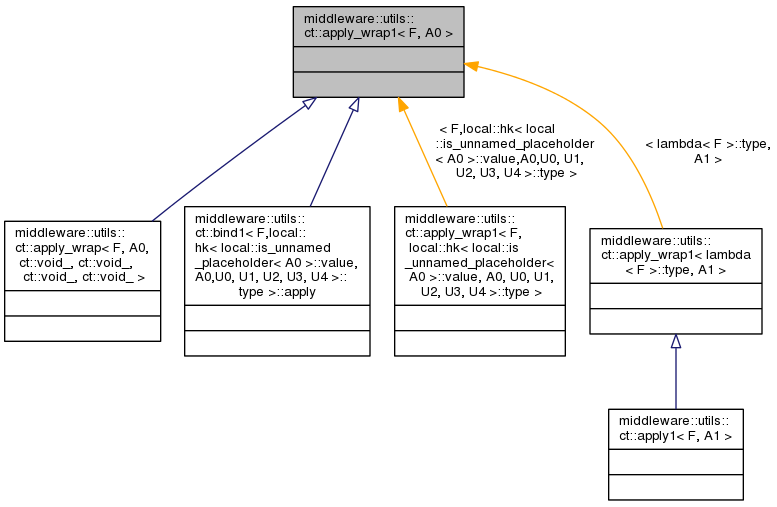 middleware::utils::
ct::apply_wrap1< F, A0 >
< F,local::hk< local
::is_unnamed_placeholder
< A0 >::value,A0,U0, U1,
U2, U3, U4 >::type >
< lambda< F >::type,
A1 >
middleware::utils::
ct::apply_wrap< F, A0,
ct::void_, ct::void_,
ct::void_, ct::void_ >
middleware::utils::
ct::bind1< F,local::
hk< local::is_unnamed
_placeholder< A0 >::value,
A0,U0, U1, U2, U3, U4 >::
type >::apply
middleware::utils::
ct::apply_wrap1< F,
local::hk< local::is
_unnamed_placeholder<
A0 >::value, A0, U0, U1,
U2, U3, U4 >::type >
middleware::utils::
ct::apply_wrap1< lambda
< F >::type, A1 >
middleware::utils::
ct::apply1< F, A1 >